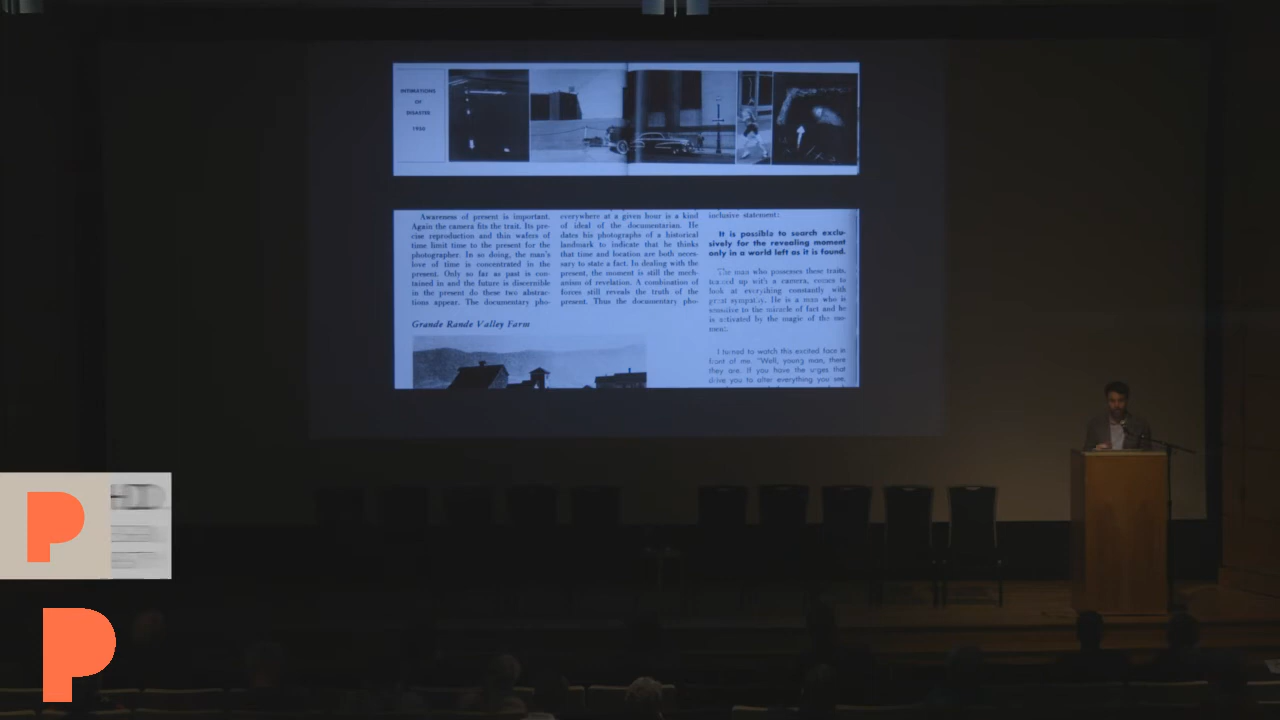 INTIMATIONS
OF
DISASTER
1950
Awareness of present is important.
Again the camera fits the trait. Its pre-
cise reproduction and thin wafers of
time limit time to the present for the
photographer. In so doing, the man's
love of time is concentrated in the
present. Only so far as past is con-
tained in and the future is discernible
in the present do these two abstrac-
tions appear. The documentary pho-
everywhere at a given hour is a kind
of ideal of the documentarian. He
dates his photographs of a historical
landmark to indicate that he thinks
that time and location are both neces-
sary to state a fact. In dealing with the
present, the moment is still the mech-
anism of revelation. A combination of
forces still reveals the truth of the
present. Thus the documentary pho-
Grande Rande Valley Farm
inclusive statement:
It is possible to search exclu-
sively for the revealing moment
only in a world left as it is found.
The man who possesses these traits,
teamed up with a camera, comes to
look at everything constantly with
great sympathy. He is a man who is
sensitive to the miracle of fact and he
is activated by the magic of the mo-
ment.
I turned to watch this excited face in
front of me. "Well, young man, there
they are. If you have the urges that
drive you to alter everything you see,
P
P